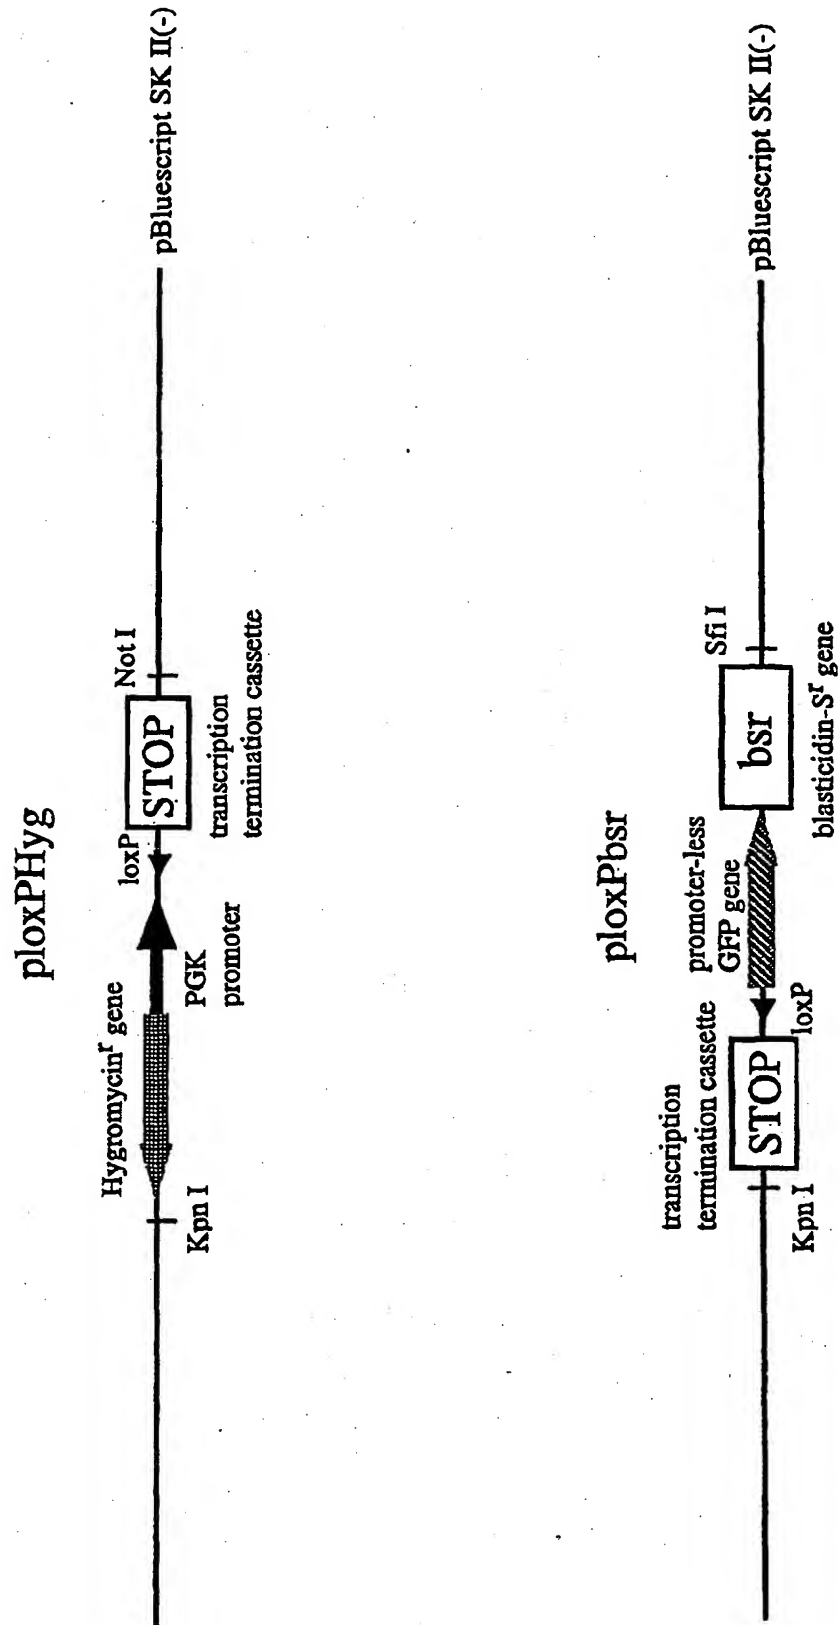 ploxPHyg
Hygromycinʳ gene
loxP
Not I
pBluescript SK II(-)
STOP
Kpn I
PGK
promoter
transcription
termination cassette
ploxPbsr
transcription
termination cassette
promoter-less
GFP gene
Sfi I
pBluescript SK II(-)
STOP
bsr
Kpn I
loxP
blasticidin-Sʳ gene